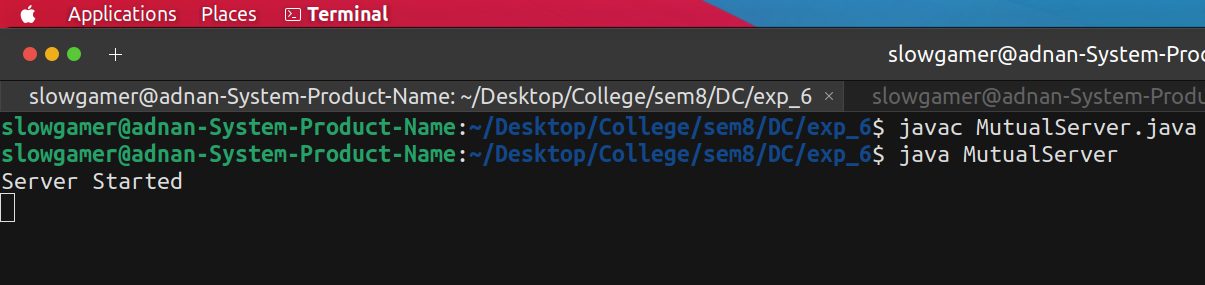 Applications Places Terminal
slowgamer@adnan-System-Proc
slowgamer@adnan-System-Product-Name: ~/Desktop/College/sem8/DC/exp_6 × slowgamer@adnan-System-Produ
slowgamer@adnan-System-Product-Name:~/Desktop/College/sem8/DC/exp_6$ javac MutualServer.java
slowgamer@adnan-System-Product-Name:~/Desktop/College/sem8/DC/exp_6$ java MutualServer
Server Started